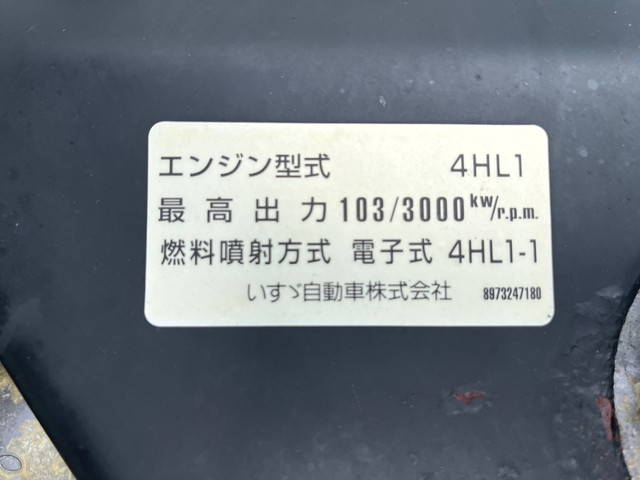 エンジン型式 4HL1
最高出力 103/3000 kw/r.p.m.
燃料噴射方式 電子式 4HL1-1
いすゞ自動車株式会社 8973247180